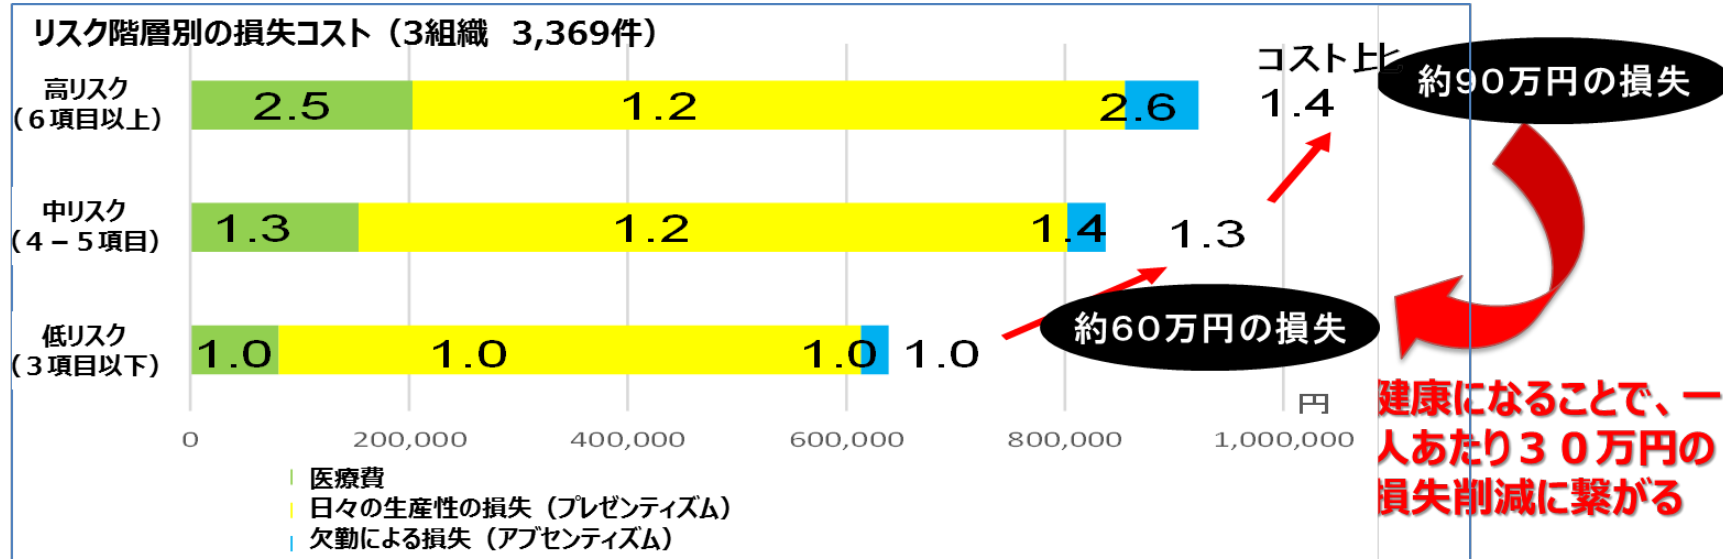 リスク階層別の損失コスト（3組織 3,369件）
コスト上比
約90万円の損失
高リスク
（６項目以上）
2.5 1.2 2.6 1.4
中リスク
（４－５項目）
1.3 1.2 1.4 1.3
約60万円の損失
低リスク
（３項目以下）
1.0 1.0 1.0 1.0
円
0 200,000 400,000 600,000 800,000 1,000,000
健康になることで、一
人あたり３０万円の
損失削減に繋がる
医療費
日々の生産性の損失（プレゼンティズム）
欠勤による損失（アブセンティズム）